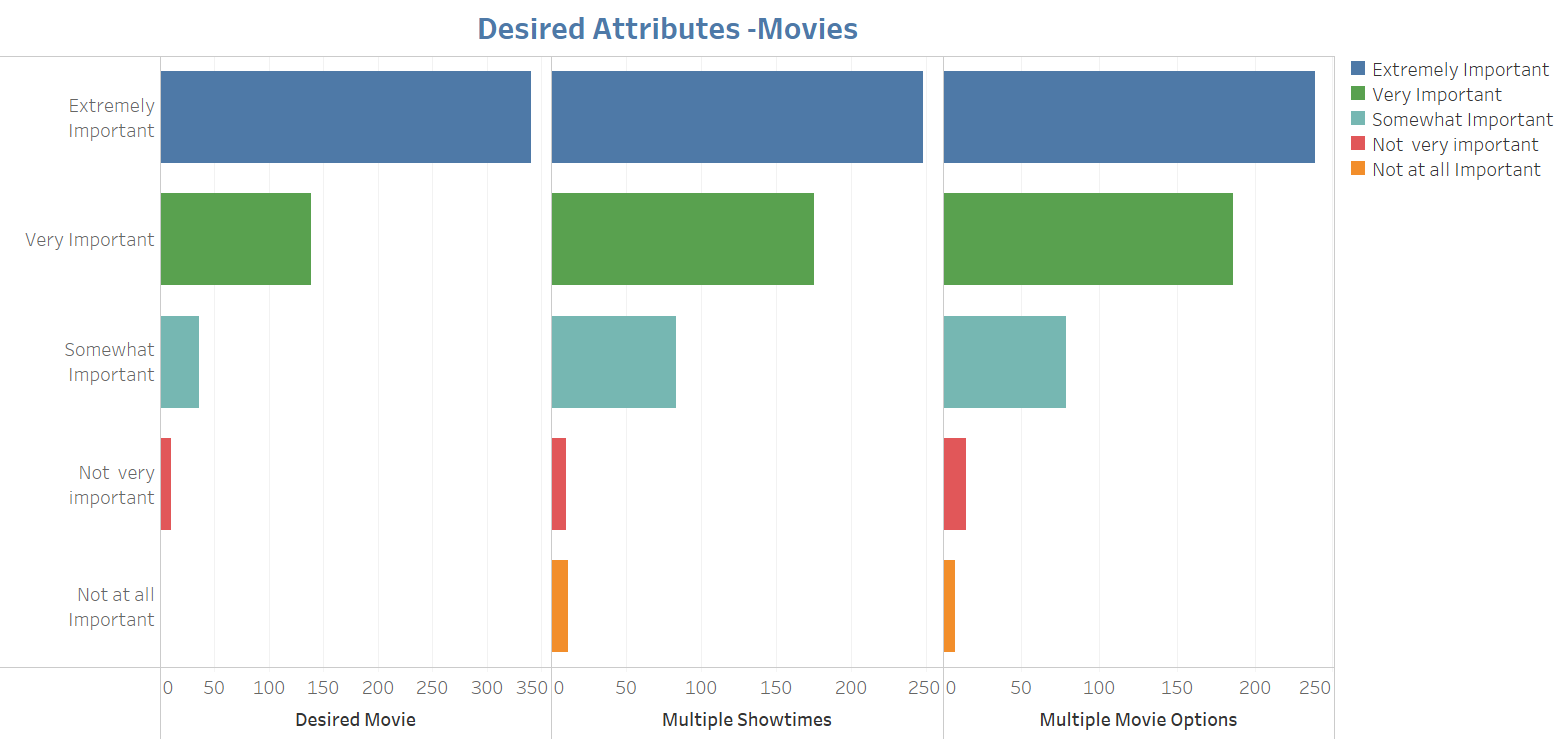 Desired Attributes -Movies
Extremely
Important
Very Important
Somewhat
Important
Not  very
important
Not at all
Important
0 50 100 150 200 250 300 350
0 50 100 150 200 250
0 50 100 150 200 250
Desired Movie
Multiple Showtimes
Multiple Movie Options
Extremely Important
Very Important
Somewhat Important
Not  very important
Not at all Important